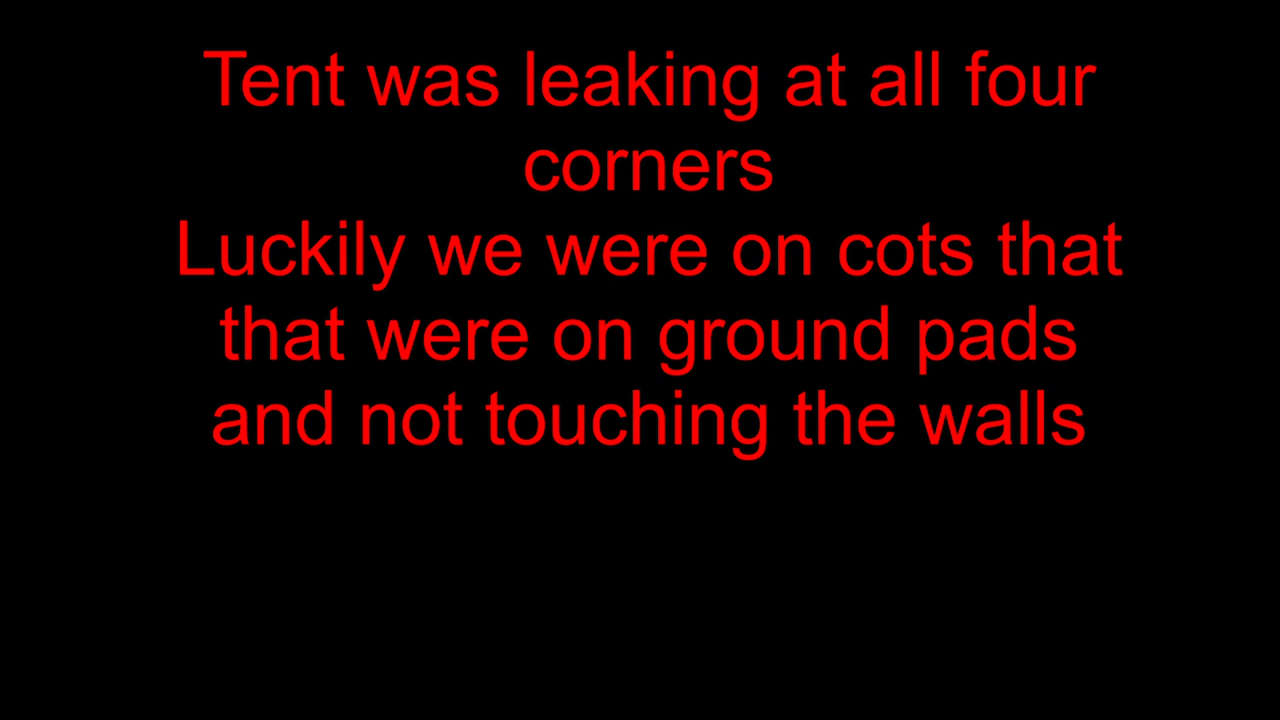 Tent was leaking at all four
corners
Luckily we were on cots that
that were on ground pads
and not touching the walls